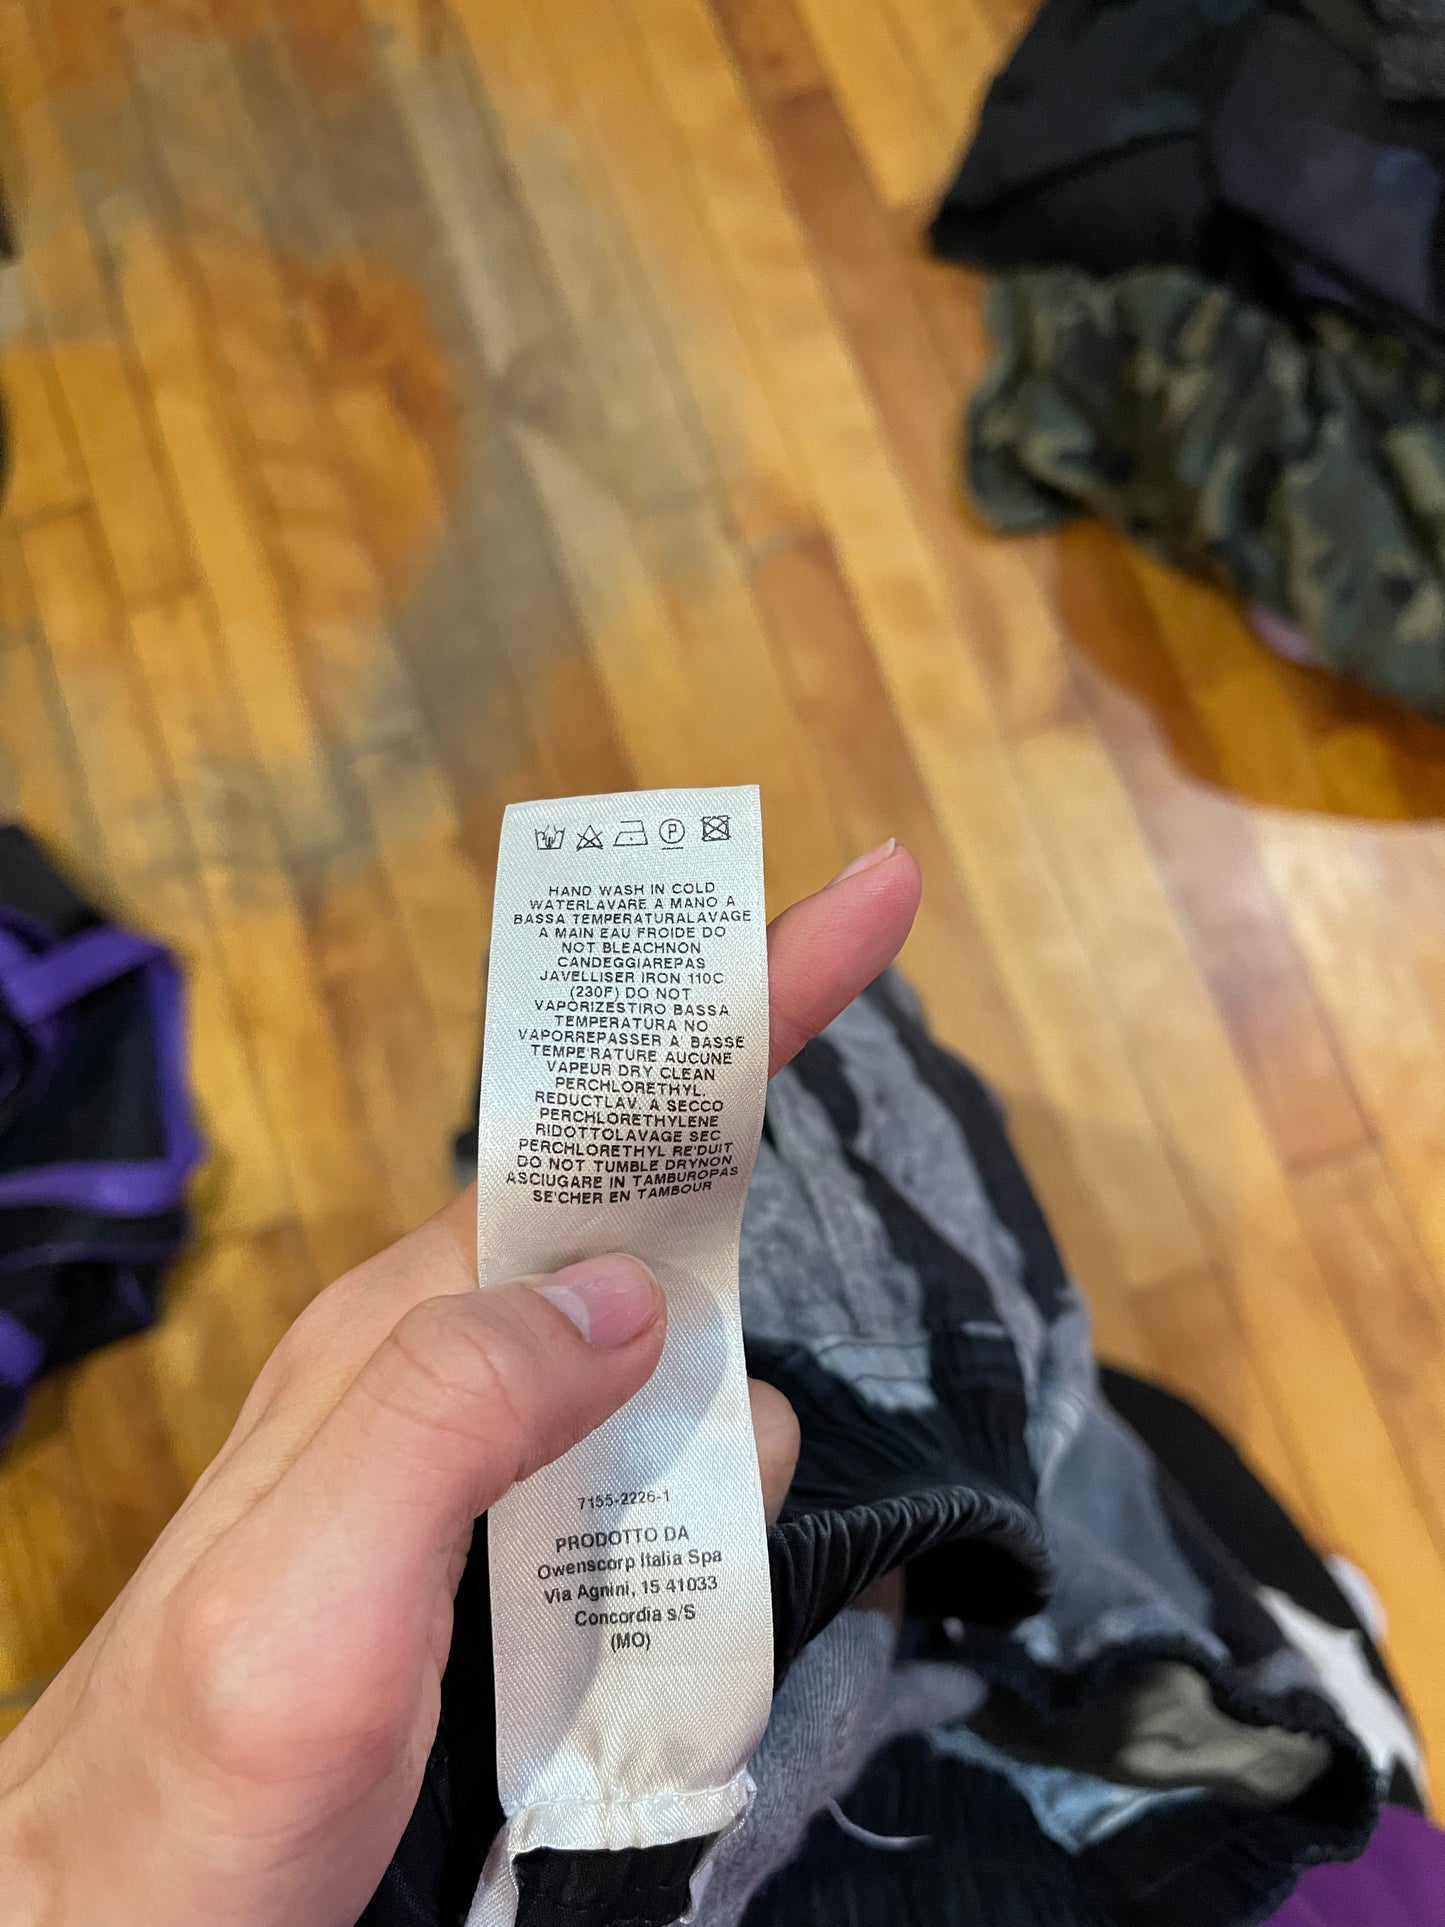 P
HAND WASH IN COLD
WATERLAVARE A MANO A
BASSA TEMPERATURALAVAGE
A MAIN EAU FROIDE DO
NOT BLEACHNON
CANDEGGIAREPAS
JAVELLISER IRON 110C
(230F) DO NOT
VAPORIZESTIRO BASSA
TEMPERATURA NO
VAPORREPASSER A' BASSE
TEMPE'RATURE AUCUNE
VAPEUR DRY CLEAN
PERCHLORETHYL.
REDUCTLAV. A SECCO
PERCHLORETHYLENE
RIDOTTOLAVAGE SEC
PERCHLORETHYL RE'DUIT
DO NOT TUMBLE DRYNON
ASCIUGARE IN TAMBUROPAS
SE'CHER EN TAMBOUR
7155-2226-1
PRODOTTO DA
Owenscorp Italia Spa
Via Agnini, 15 41033
Concordia s/S
(MO)